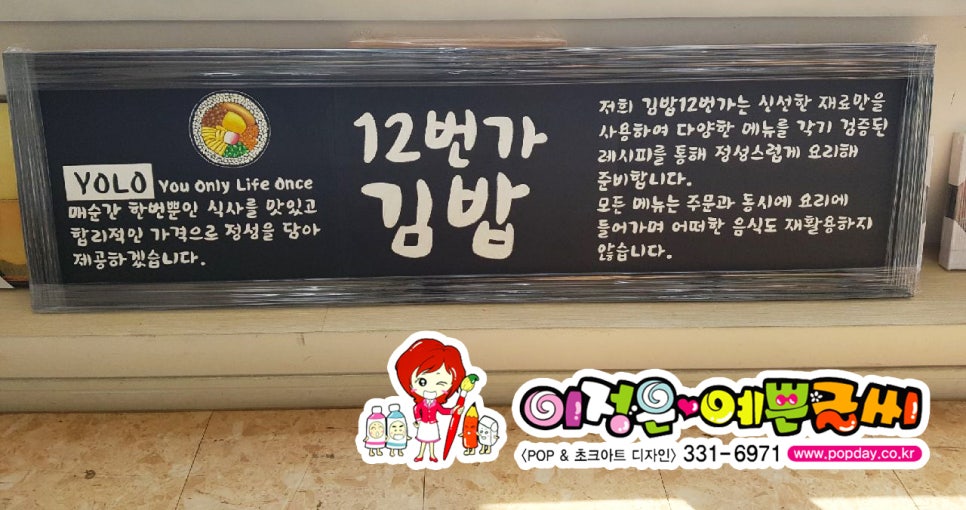 YOLO You Only Life Once
매순간 한번뿐인 식사를 맛있고
합리적인 가격으로 정성을 담아
제공하겠습니다.
12번가
김밥
저희 김밥12번가는 신선한 재료만을
사용하여 다양한 메뉴를 각기 검증된
레시피를 통해 정성스럽게 요리해
준비합니다.
모든 메뉴는 주문과 동시에 요리에
들어가며 어떠한 음식도 재활용하지
않습니다.
이정은♥예쁜글씨
〈POP & 초크아트 디자인〉 331-6971 www.popday.co.kr